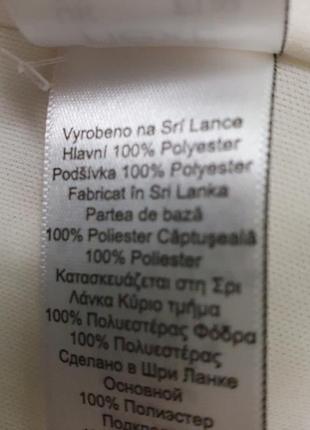 Vyrobeno na Srí Lance
Hlavní 100% Polyester
Podšívka 100% Polyester
Fabricat în Sri Lanka
Partea de bază
100% Poliester Căptuşeală
100% Poliester
Κατασκευάζεται στη Σρι
Λάνκα Κύριο τμήμα
100% Πολυεστέρας Φόδρα
100% Πολυεστέρας
Сделано в Шри Ланке
Основной
100% Полиэстер